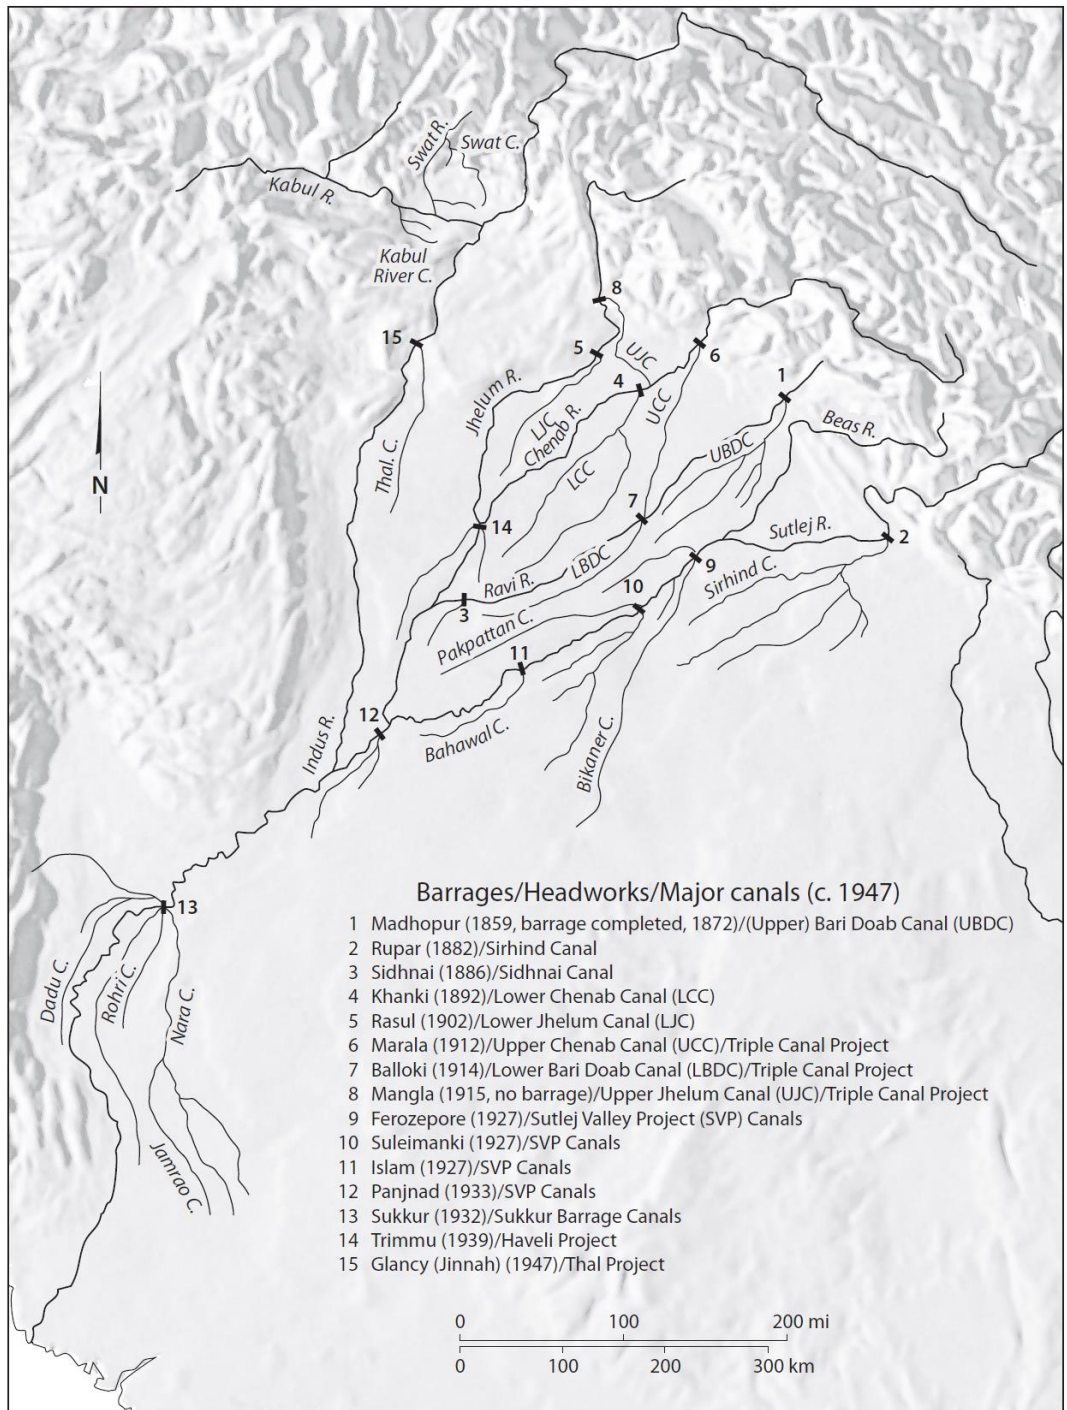 Swat R.
Swat C.
Kabul R.
Kabul
River C.
8
15
5
UJC
6
4
1
Jhelum R.
LJC
Chenab R.
UCC
Beas R.
UBDC
Thal. C.
LCC
N
7
14
Sutlej R.
2
LBDC
9
Ravi R.
Sirhind C.
10
3
Pakpattan C.
11
12
Bahawal C.
Indus R.
Bikaner C.
13
Dadu C.
Rohri C.
Nara C.
Jamrao C.
Barrages/Headworks/Major canals (c. 1947)
1 Madhopur (1859, barrage completed, 1872)/(Upper) Bari Doab Canal (UBDC)
2 Rupar (1882)/Sirhind Canal
3 Sidhnai (1886)/Sidhnai Canal
4 Khanki (1892)/Lower Chenab Canal (LCC)
5 Rasul (1902)/Lower Jhelum Canal (LJC)
6 Marala (1912)/Upper Chenab Canal (UCC)/Triple Canal Project
7 Balloki (1914)/Lower Bari Doab Canal (LBDC)/Triple Canal Project
8 Mangla (1915, no barrage)/Upper Jhelum Canal (UJC)/Triple Canal Project
9 Ferozepore (1927)/Sutlej Valley Project (SVP) Canals
10 Suleimanki (1927)/SVP Canals
11 Islam (1927)/SVP Canals
12 Panjnad (1933)/SVP Canals
13 Sukkur (1932)/Sukkur Barrage Canals
14 Trimmu (1939)/Haveli Project
15 Glancy (Jinnah) (1947)/Thal Project
0 100 200 mi
0 100 200 300 km